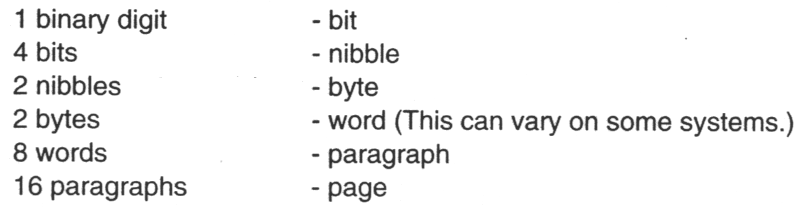 1 binary digit - bit
4 bits - nibble
2 nibbles - byte
2 bytes - word (This can vary on some systems.)
8 words - paragraph
16 paragraphs - page